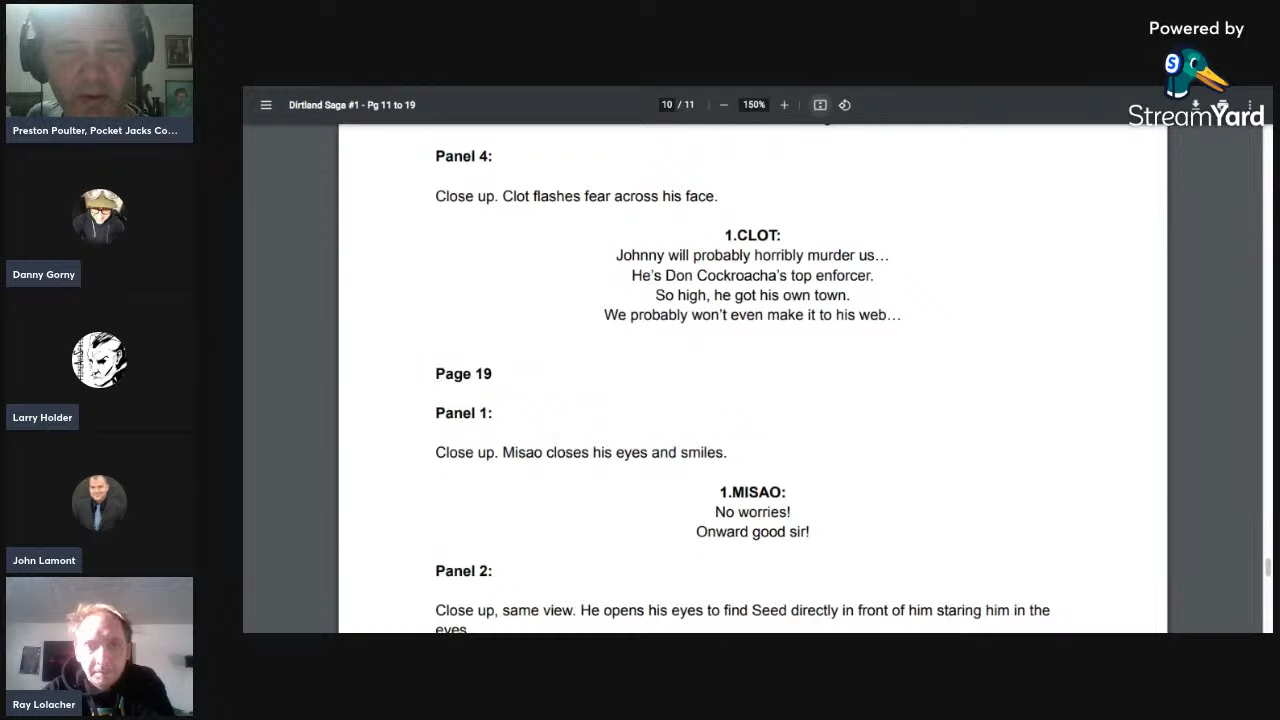 Preston Poulter, Pocket Jacks Co...
Danny Gorny
Larry Holder
John Lamont
Ray Lolacher
Powered by
StreamYard
Dirtland Saga #1 - Pg 11 to 19
10 / 11
150%
Panel 4:
Close up. Clot flashes fear across his face.
1.CLOT:
Johnny will probably horribly murder us…
He's Don Cockroacha's top enforcer.
So high, he got his own town.
We probably won't even make it to his web…
Page 19
Panel 1:
Close up. Misao closes his eyes and smiles.
1.MISAO:
No worries!
Onward good sir!
Panel 2:
Close up, same view. He opens his eyes to find Seed directly in front of him staring him in the
eyes.